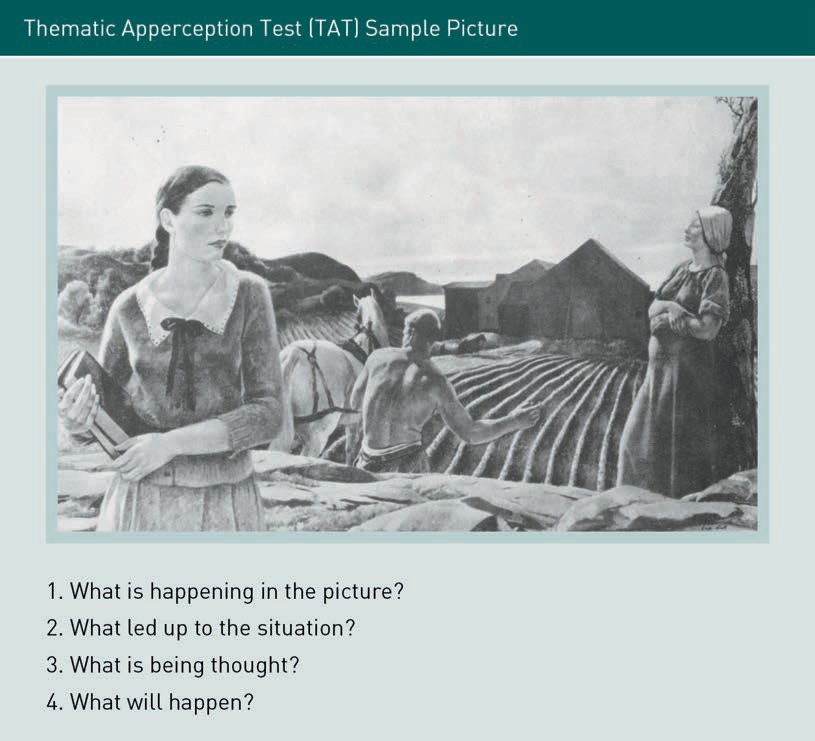 Thematic Apperception Test (TAT) Sample Picture
1. What is happening in the picture?
2. What led up to the situation?
3. What is being thought?
4. What will happen?